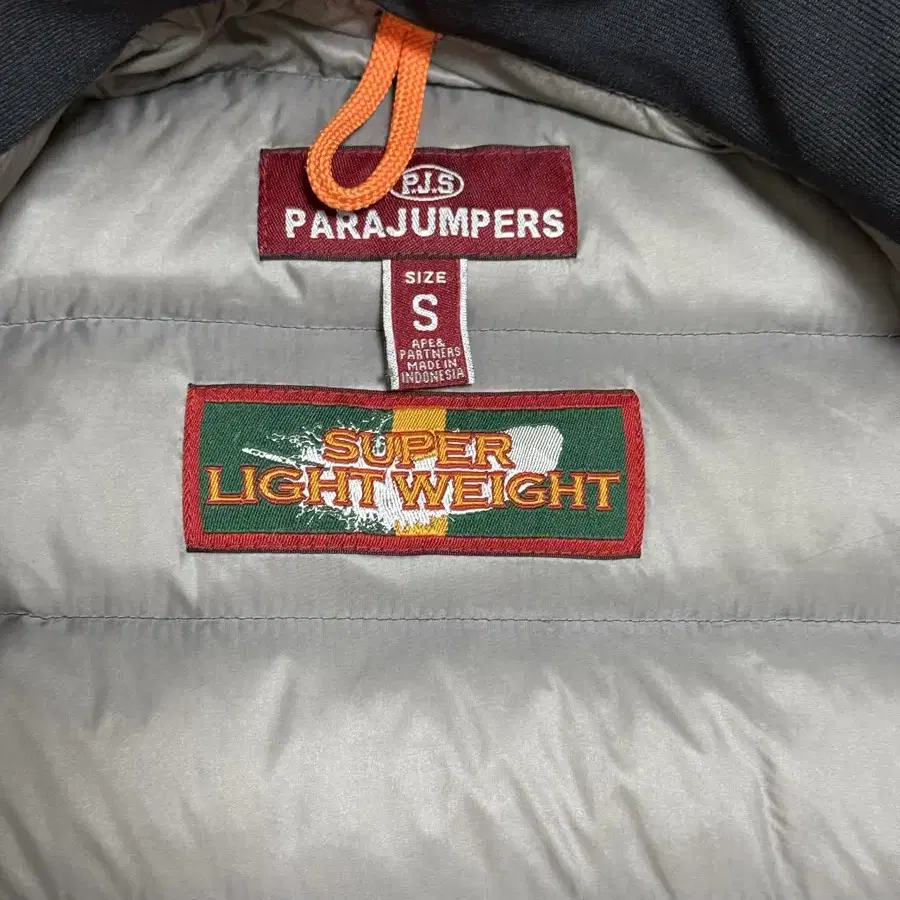 P.J.S
PARAJUMPERS
SIZE
S
APE&
PARTNERS
MADE IN
INDONESIA
SUPER
LIGHT WEIGHT